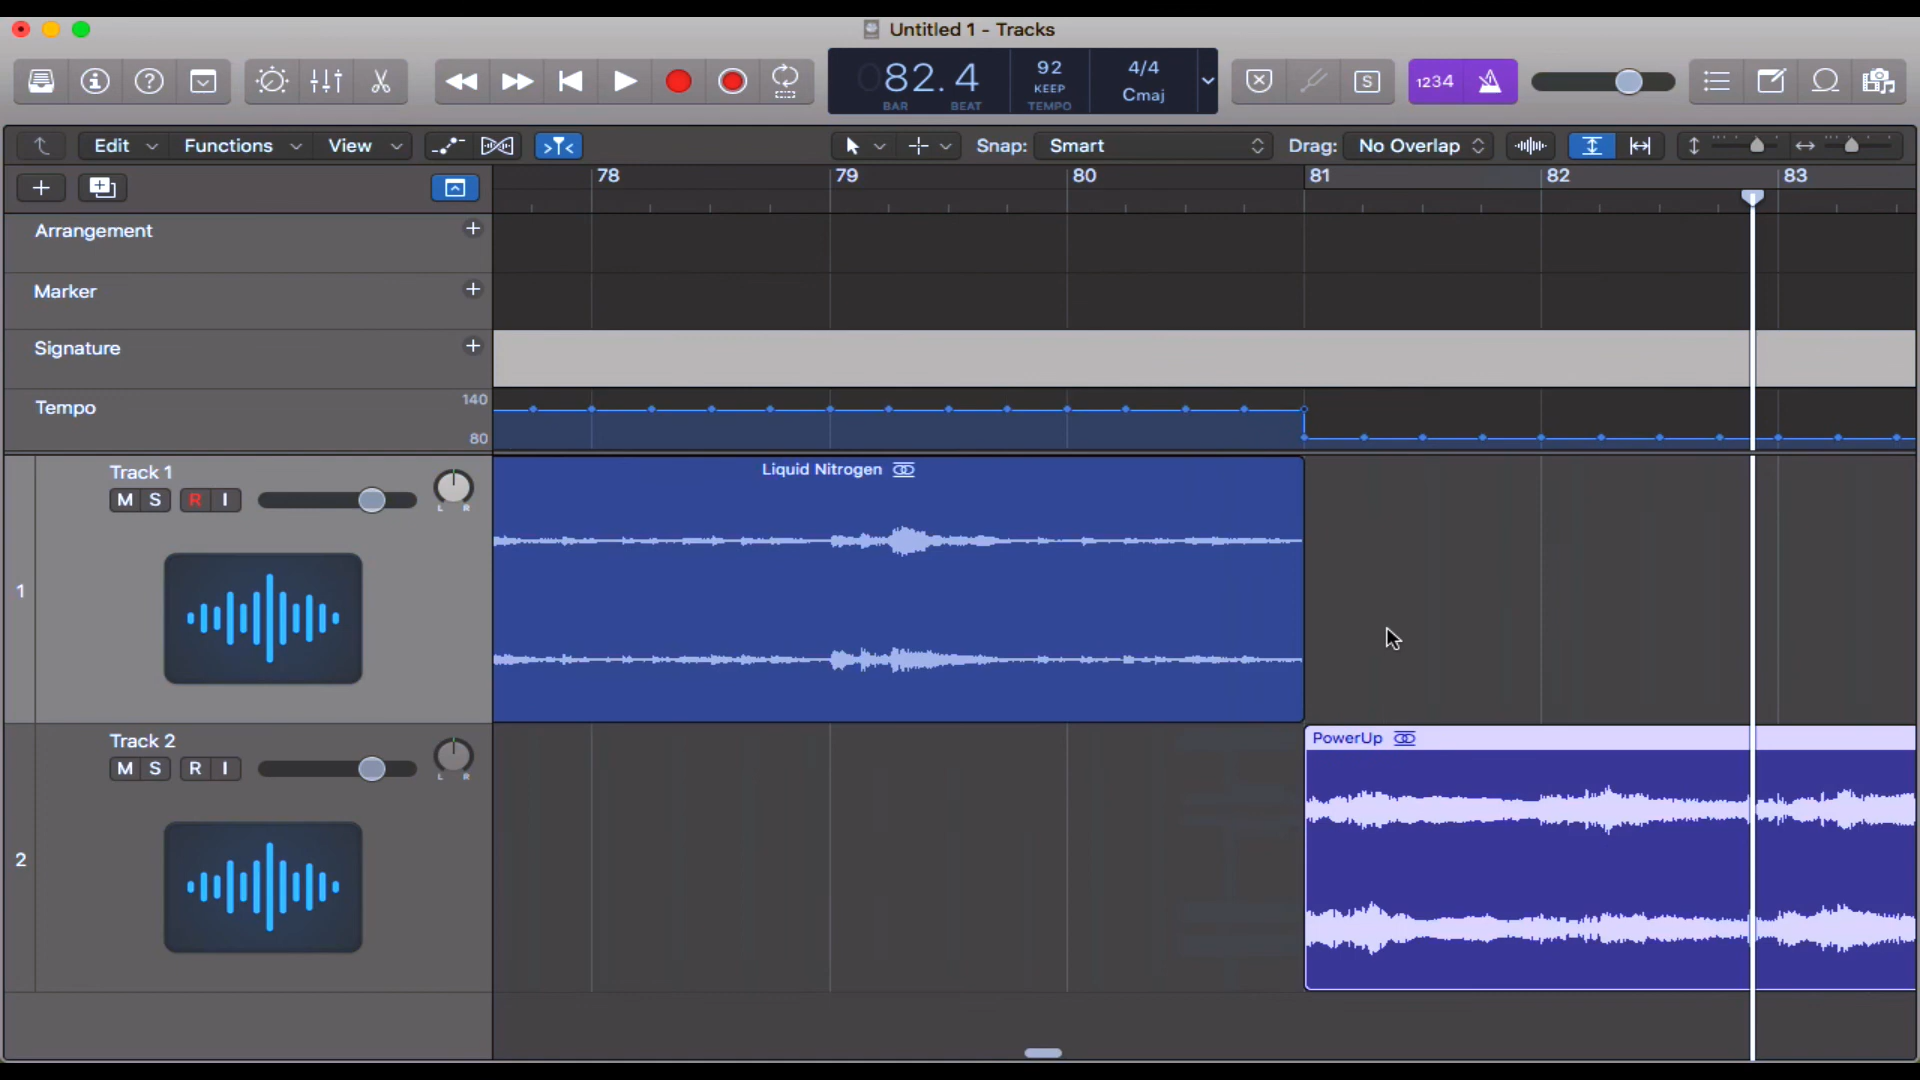 Untitled 1 - Tracks
82.4
BAR BEAT
92
KEEP
TEMPO
4/4
Cmaj
S
1234
Edit Functions View Snap: Smart Drag: No Overlap
78 79 80 81 82 83
Arrangement
Marker
Signature
Tempo
140
80
Track 1
M S R I
L R
1
Liquid Nitrogen
Track 2
M S R I
L R
2
PowerUp